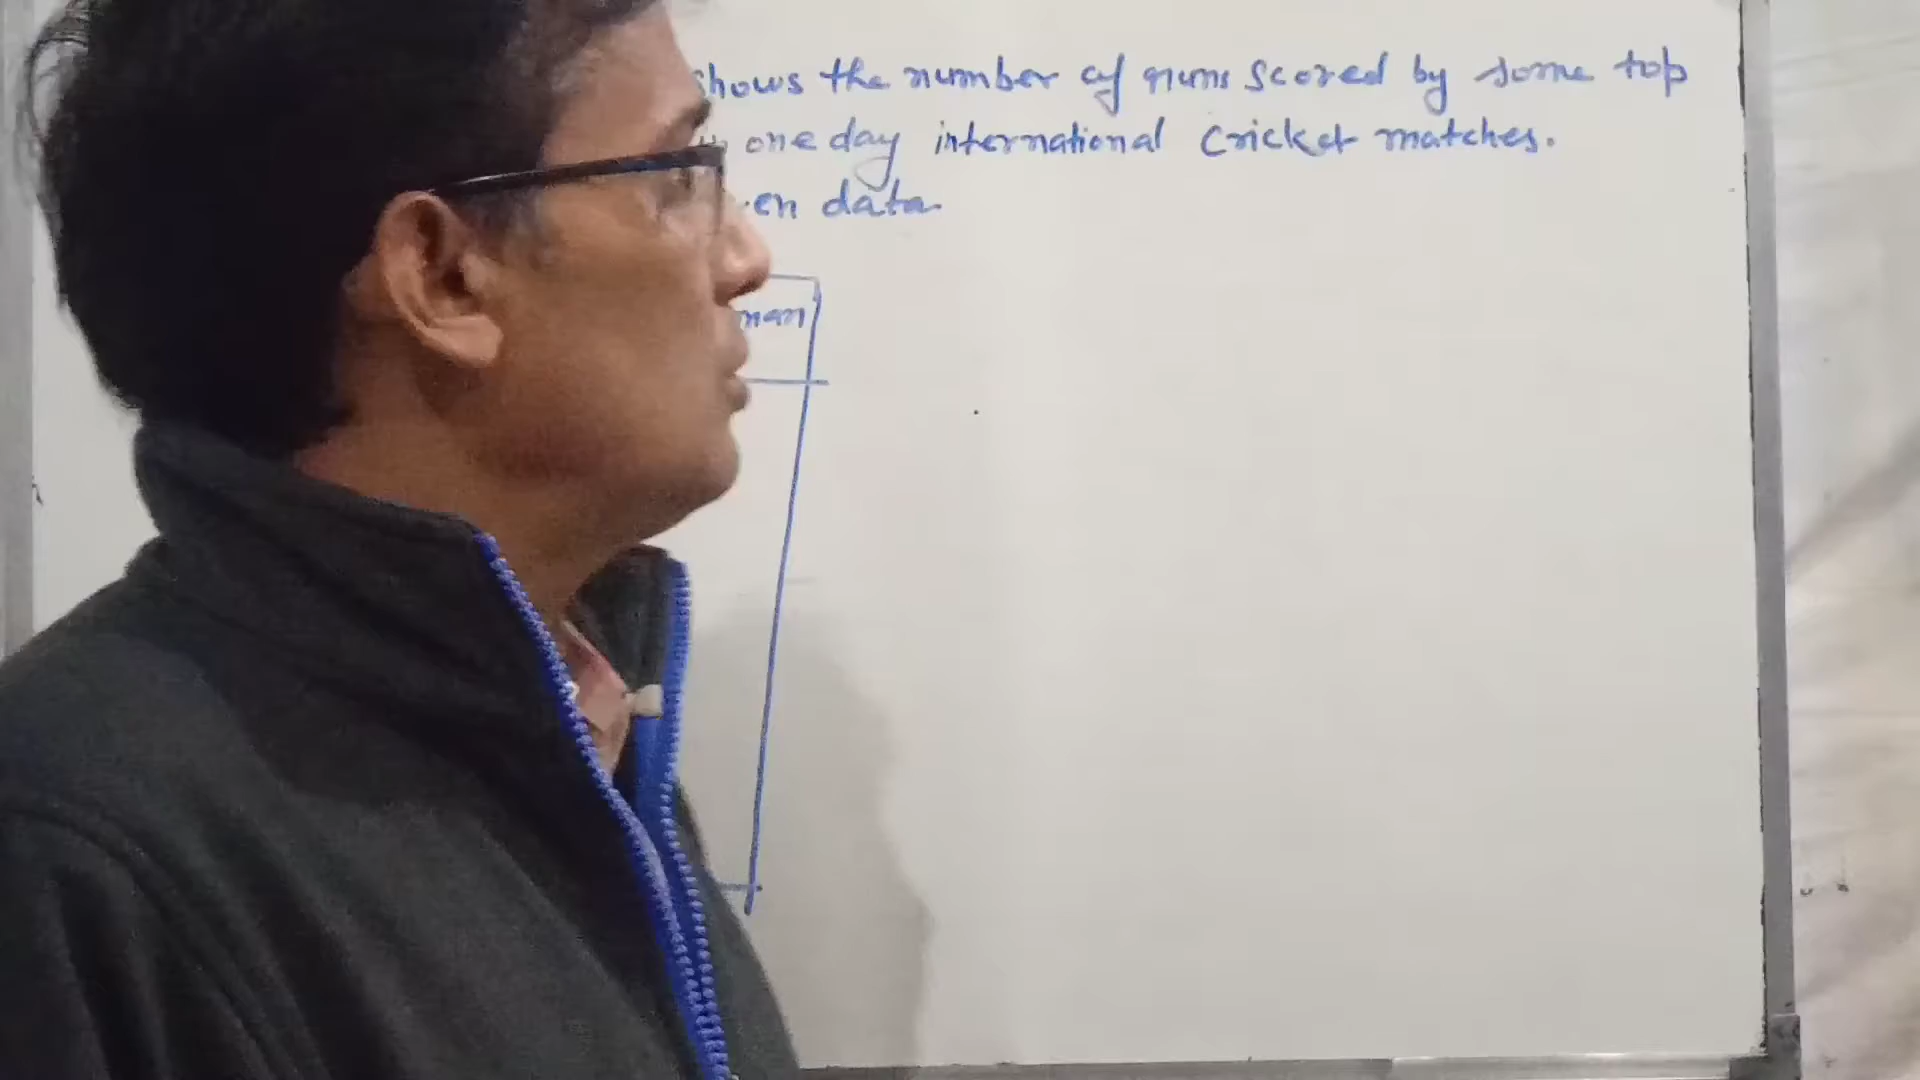 shows the number of runs scored by some top
one day international Cricket matches.
en data
man